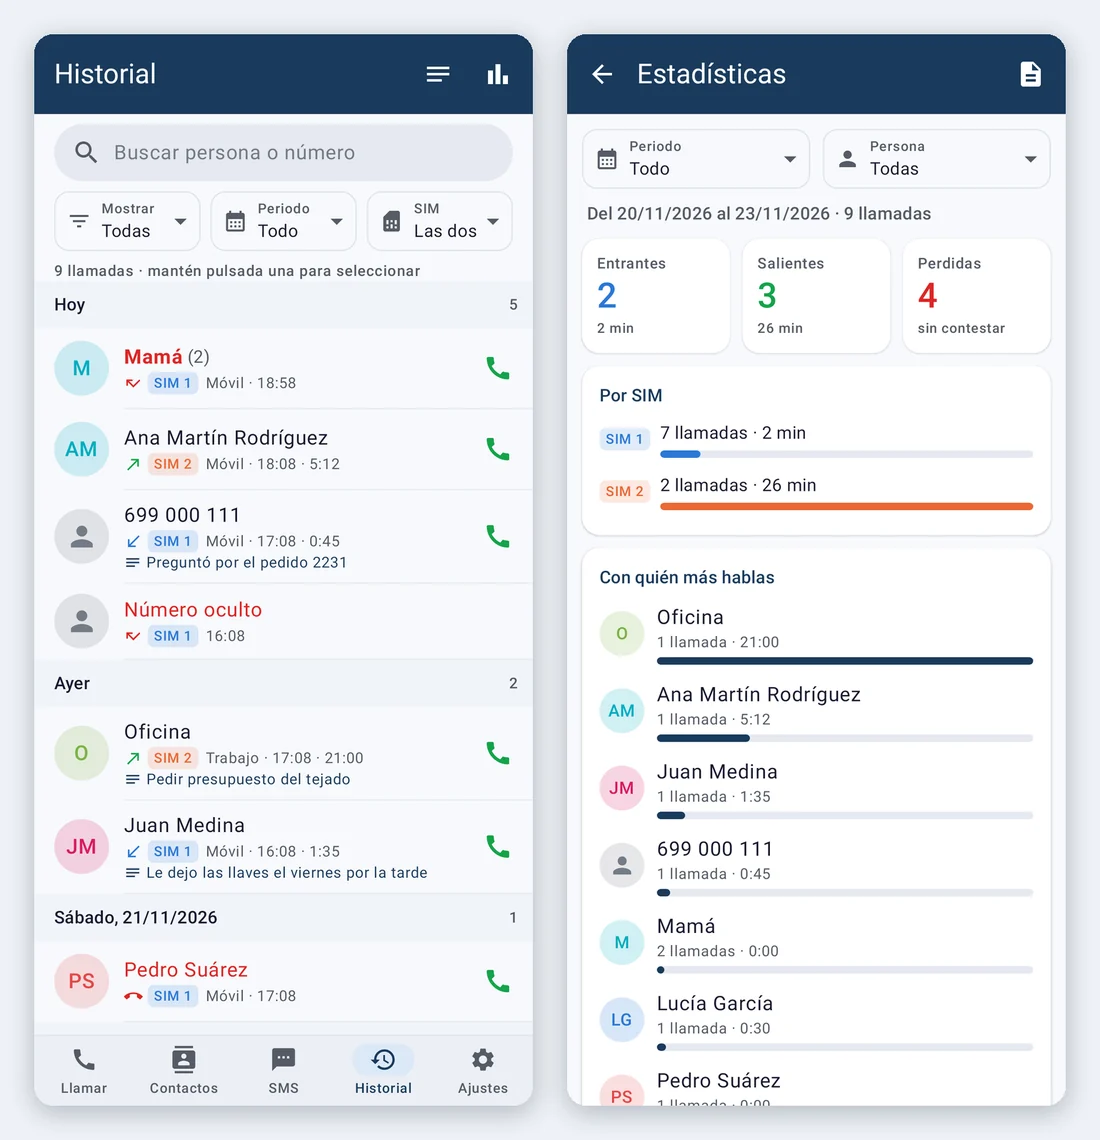 Historial
Buscar persona o número
Mostrar
Todas
Periodo
Todo
SIM
Las dos
9 llamadas · mantén pulsada una para seleccionar
Hoy 5
M
Mamá (2)
SIM 1 Móvil · 18:58
AM
Ana Martín Rodríguez
SIM 2 Móvil · 18:08 · 5:12
699 000 111
SIM 1 Móvil · 17:08 · 0:45
Preguntó por el pedido 2231
Número oculto
SIM 1 16:08
Ayer 2
O
Oficina
SIM 2 Trabajo · 17:08 · 21:00
Pedir presupuesto del tejado
JM
Juan Medina
SIM 1 Móvil · 16:08 · 1:35
Le dejo las llaves el viernes por la tarde
Sábado, 21/11/2026 1
PS
Pedro Suárez
SIM 1 Móvil · 17:08
Llamar
Contactos
SMS
Historial
Ajustes
Estadísticas
Periodo
Todo
Persona
Todas
Del 20/11/2026 al 23/11/2026 · 9 llamadas
Entrantes
2
2 min
Salientes
3
26 min
Perdidas
4
sin contestar
Por SIM
SIM 1 7 llamadas · 2 min
SIM 2 2 llamadas · 26 min
Con quién más hablas
O
Oficina
1 llamada · 21:00
AM
Ana Martín Rodríguez
1 llamada · 5:12
JM
Juan Medina
1 llamada · 1:35
699 000 111
1 llamada · 0:45
M
Mamá
2 llamadas · 0:00
LG
Lucía García
1 llamada · 0:30
PS
Pedro Suárez
1 llamada · 0:00